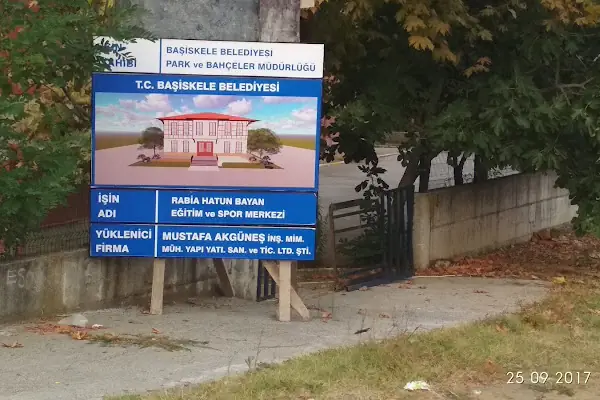 SAHİBİ
BAŞİSKELE BELEDİYESİ
PARK ve BAHÇELER MÜDÜRLÜĞÜ
T.C. BAŞİSKELE BELEDİYESİ
İŞİN
ADI
RABİA HATUN BAYAN
EĞİTİM ve SPOR MERKEZİ
YÜKLENİCİ
FİRMA
MUSTAFA AKGÜNEŞ İNŞ. MİM.
MÜH. YAPI YATI. SAN. ve TİC. LTD. ŞTİ.
25 09 2017